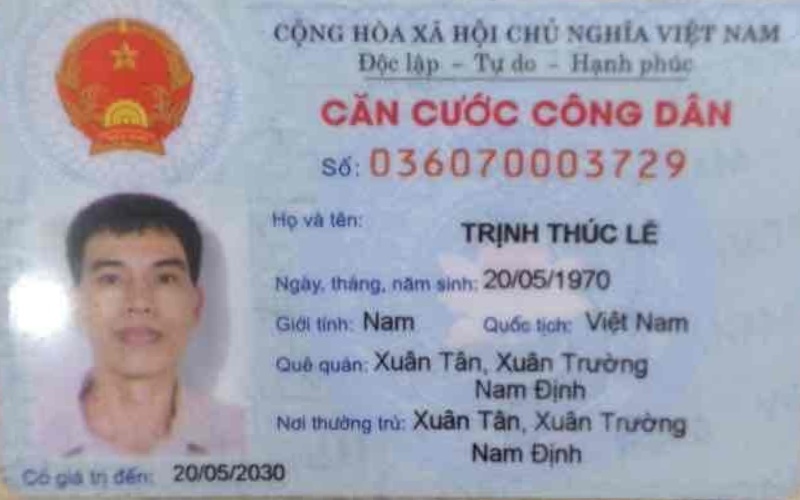 CỘNG HÒA XÃ HỘI CHỦ NGHĨA VIỆT NAM
Độc lập - Tự do - Hạnh phúc
CĂN CƯỚC CÔNG DÂN
Số: 036070003729
Họ và tên:
TRỊNH THÚC LÊ
Ngày, tháng, năm sinh: 20/05/1970
Giới tính: Nam Quốc tịch: Việt Nam
Quê quán: Xuân Tân, Xuân Trường
Nam Định
Nơi thường trú: Xuân Tân, Xuân Trường
Nam Định
Có giá trị đến: 20/05/2030